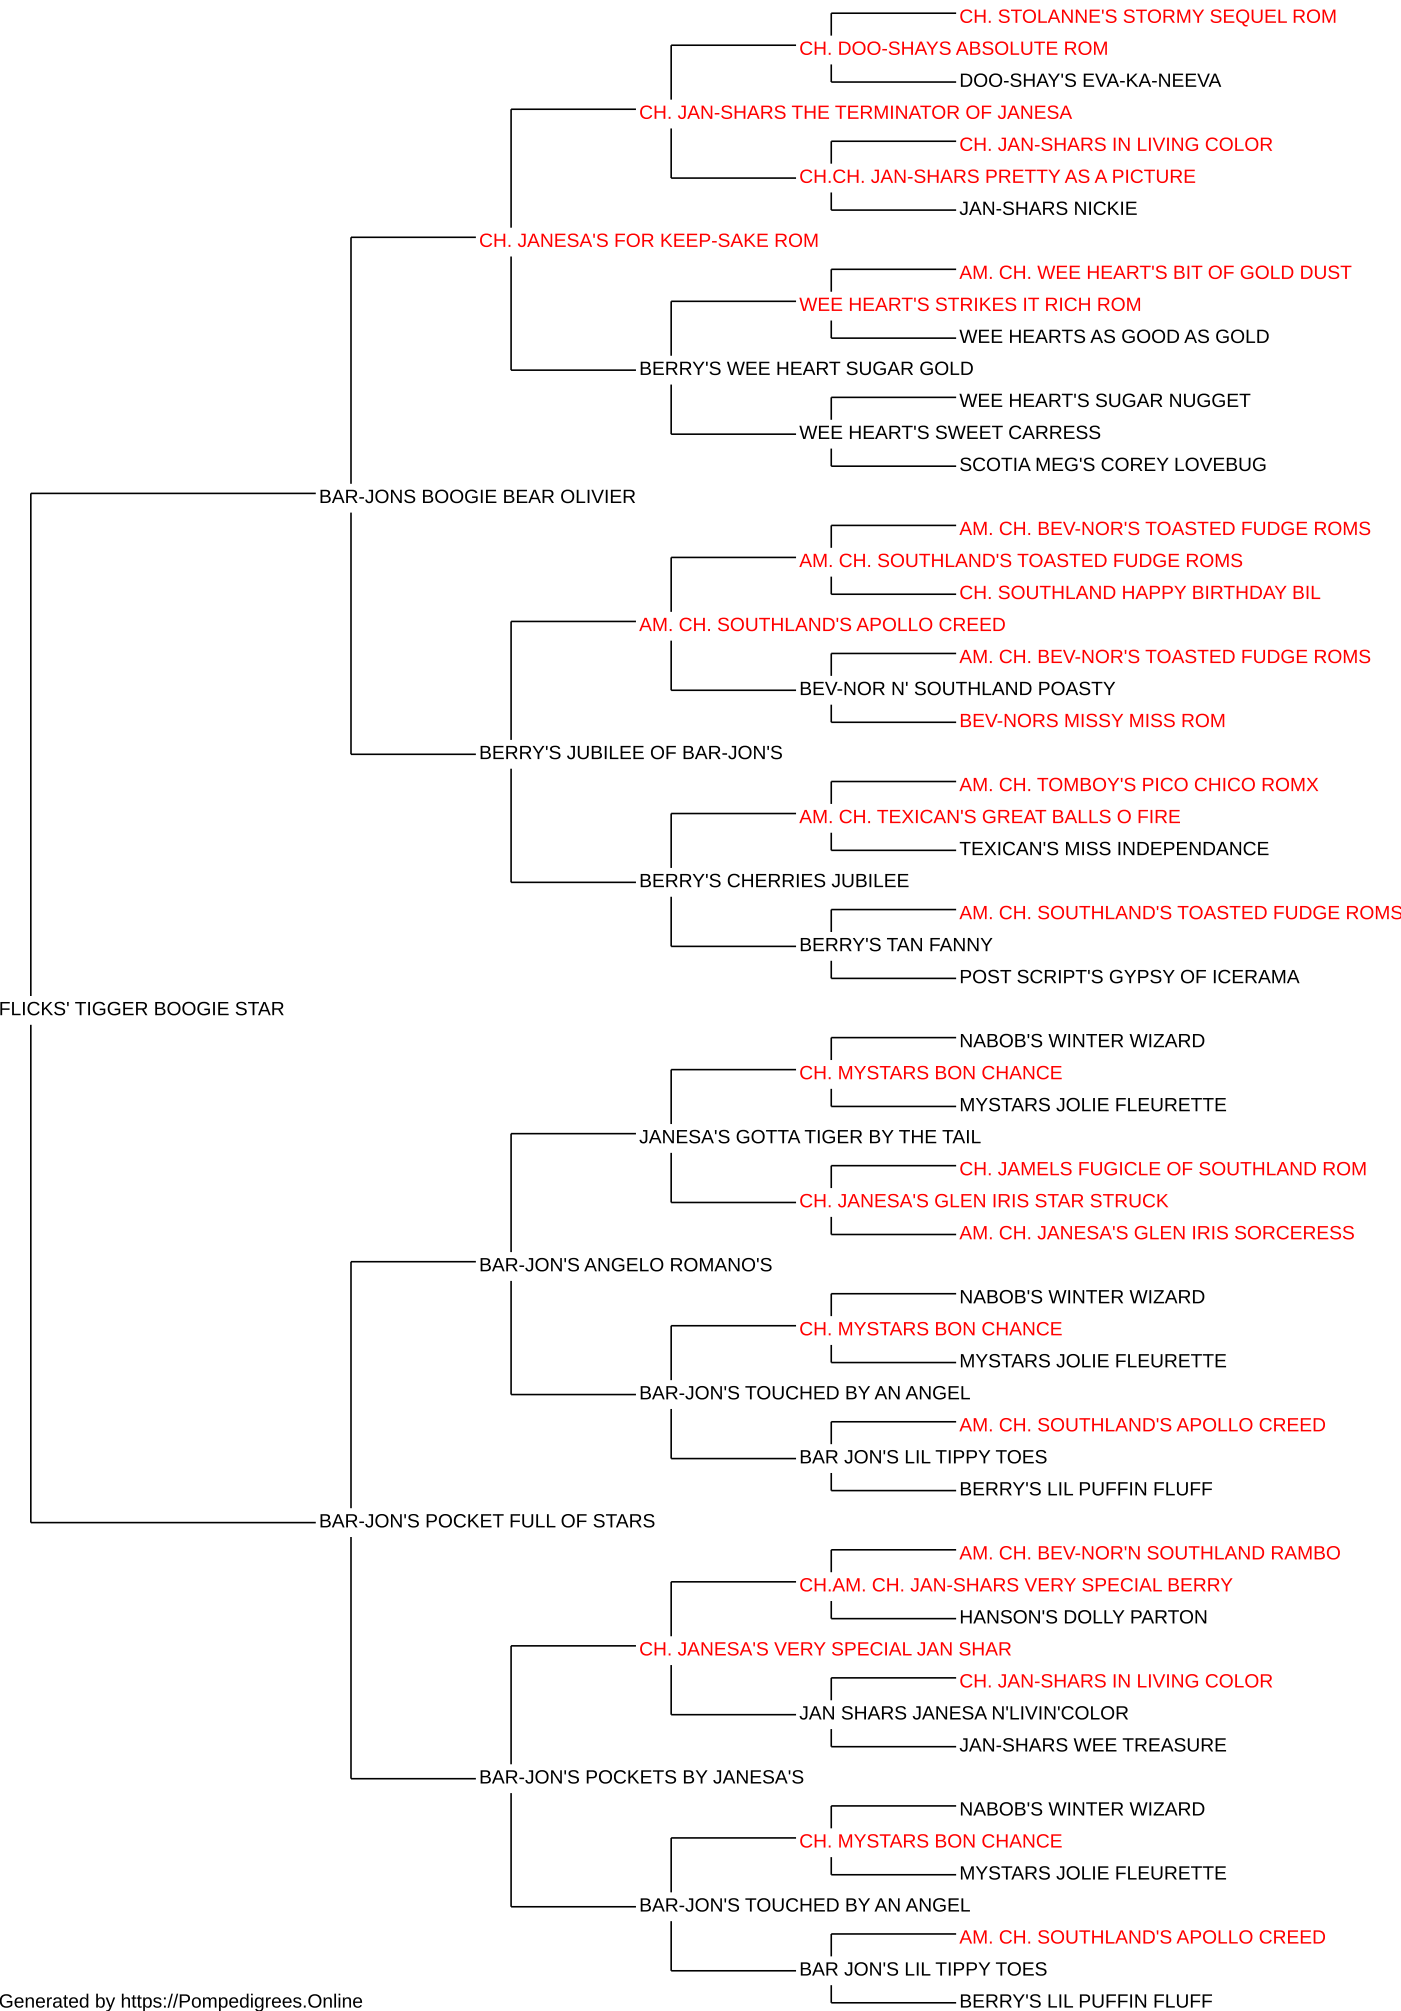 CH. STOLANNE'S STORMY SEQUEL ROM
CH. DOO-SHAYS ABSOLUTE ROM
DOO-SHAY'S EVA-KA-NEEVA
CH. JAN-SHARS THE TERMINATOR OF JANESA
CH. JAN-SHARS IN LIVING COLOR
CH.CH. JAN-SHARS PRETTY AS A PICTURE
JAN-SHARS NICKIE
CH. JANESA'S FOR KEEP-SAKE ROM
AM. CH. WEE HEART'S BIT OF GOLD DUST
WEE HEART'S STRIKES IT RICH ROM
WEE HEARTS AS GOOD AS GOLD
BERRY'S WEE HEART SUGAR GOLD
WEE HEART'S SUGAR NUGGET
WEE HEART'S SWEET CARRESS
SCOTIA MEG'S COREY LOVEBUG
BAR-JONS BOOGIE BEAR OLIVIER
AM. CH. BEV-NOR'S TOASTED FUDGE ROMS
AM. CH. SOUTHLAND'S TOASTED FUDGE ROMS
CH. SOUTHLAND HAPPY BIRTHDAY BIL
AM. CH. SOUTHLAND'S APOLLO CREED
AM. CH. BEV-NOR'S TOASTED FUDGE ROMS
BEV-NOR N' SOUTHLAND POASTY
BEV-NORS MISSY MISS ROM
BERRY'S JUBILEE OF BAR-JON'S
AM. CH. TOMBOY'S PICO CHICO ROMX
AM. CH. TEXICAN'S GREAT BALLS O FIRE
TEXICAN'S MISS INDEPENDANCE
BERRY'S CHERRIES JUBILEE
AM. CH. SOUTHLAND'S TOASTED FUDGE ROMS
BERRY'S TAN FANNY
POST SCRIPT'S GYPSY OF ICERAMA
FLICKS' TIGGER BOOGIE STAR
NABOB'S WINTER WIZARD
CH. MYSTARS BON CHANCE
MYSTARS JOLIE FLEURETTE
JANESA'S GOTTA TIGER BY THE TAIL
CH. JAMELS FUGICLE OF SOUTHLAND ROM
CH. JANESA'S GLEN IRIS STAR STRUCK
AM. CH. JANESA'S GLEN IRIS SORCERESS
BAR-JON'S ANGELO ROMANO'S
NABOB'S WINTER WIZARD
CH. MYSTARS BON CHANCE
MYSTARS JOLIE FLEURETTE
BAR-JON'S TOUCHED BY AN ANGEL
AM. CH. SOUTHLAND'S APOLLO CREED
BAR JON'S LIL TIPPY TOES
BERRY'S LIL PUFFIN FLUFF
BAR-JON'S POCKET FULL OF STARS
AM. CH. BEV-NOR'N SOUTHLAND RAMBO
CH.AM. CH. JAN-SHARS VERY SPECIAL BERRY
HANSON'S DOLLY PARTON
CH. JANESA'S VERY SPECIAL JAN SHAR
CH. JAN-SHARS IN LIVING COLOR
JAN SHARS JANESA N'LIVIN'COLOR
JAN-SHARS WEE TREASURE
BAR-JON'S POCKETS BY JANESA'S
NABOB'S WINTER WIZARD
CH. MYSTARS BON CHANCE
MYSTARS JOLIE FLEURETTE
BAR-JON'S TOUCHED BY AN ANGEL
AM. CH. SOUTHLAND'S APOLLO CREED
BAR JON'S LIL TIPPY TOES
BERRY'S LIL PUFFIN FLUFF
Generated by https://Pompedigrees.Online